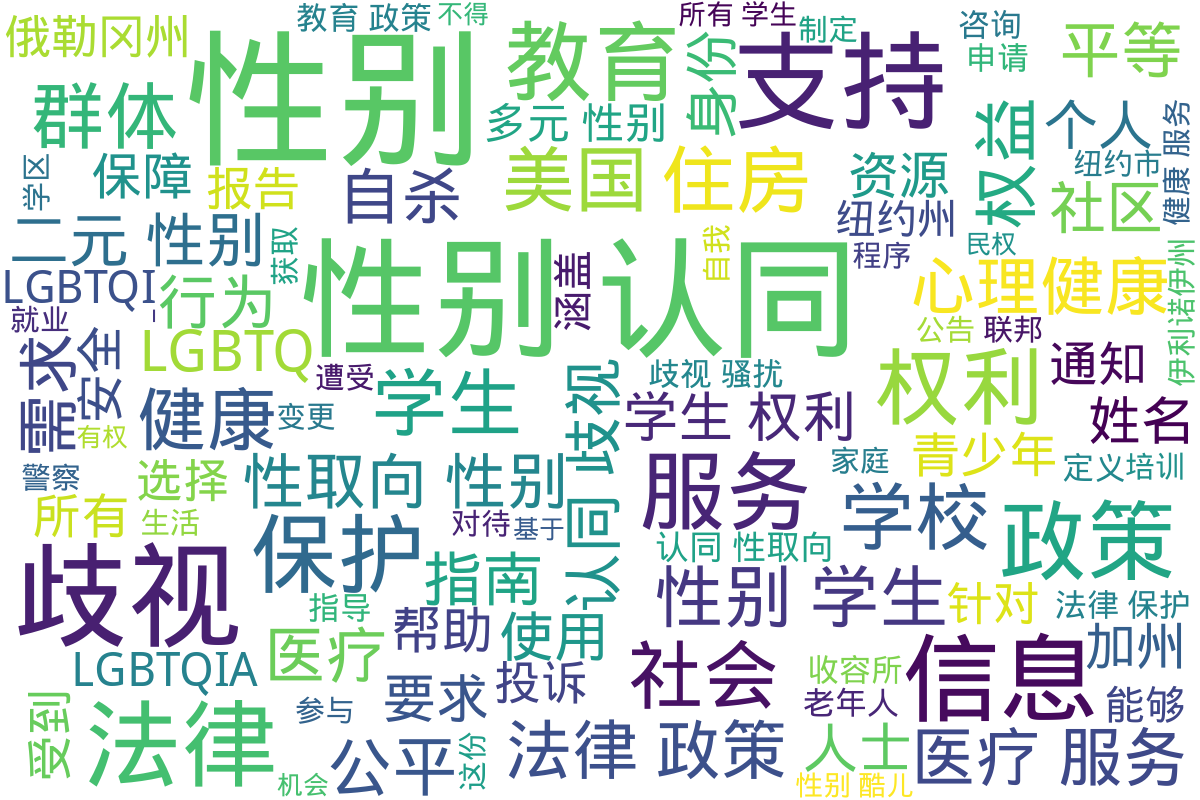 俄勒冈州
性别
教育 政策
不得
教育
所有 学生
制定
咨询
申请
平等
支持
身份
群体
多元 性别
权益
个人
健康 服务
学区
保障
报告
自杀
美国
住房
资源
纽约市
社区
纽约州
二元 性别
获取
自我
程序
民权
性别认同
涵盖
LGBTQI_
行为
心理健康
伊利诺伊州
就业
LGBTQ
公告
联邦
需求
安全
遭受
学生
认同 歧视
歧视 骚扰
权利
通知
有权
健康
变更
学生 权利
姓名
警察
选择
性取向 性别
服务
家庭
青少年
定义
培训
所有
生活
保护
对待
基于
学校
政策
歧视
指南
认同 性取向
指导
帮助
使用
性别 学生
针对
法律 保护
医疗
LGBTQIA
要求
投诉
社会
收容所
老年人
信息
加州
能够
受到
法律
参与
公平
这份
机会
法律 政策
人士
医疗 服务
性别 酷儿